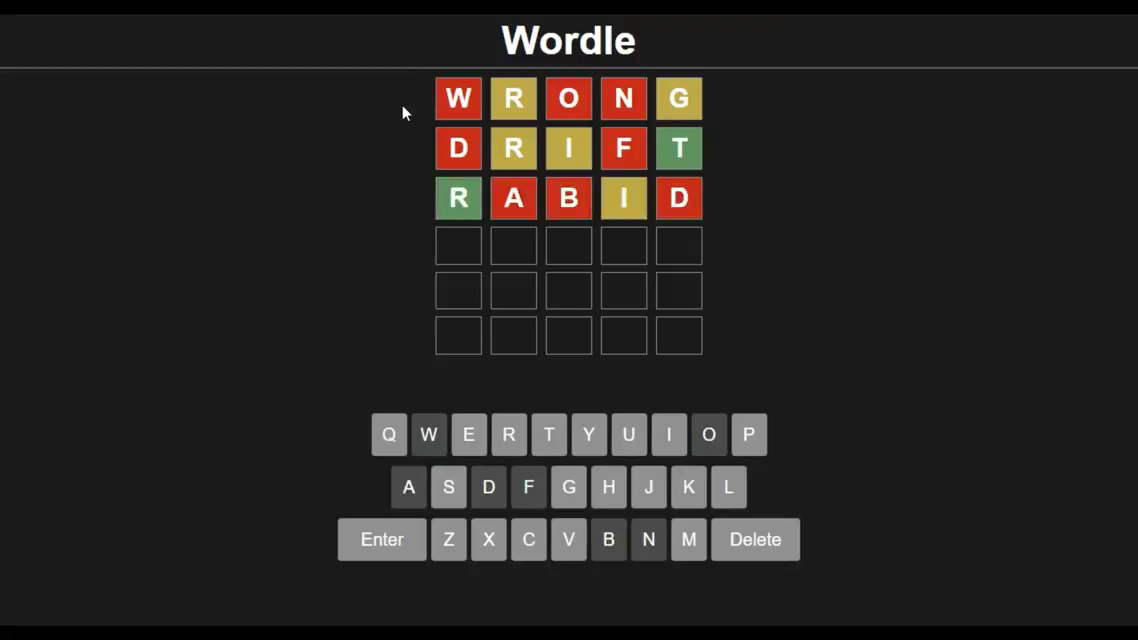 Wordle
W R O N G
D R I F T
R A B I D
Q W E R T Y U I O P
A S D F G H J K L
Enter Z X C V B N M Delete